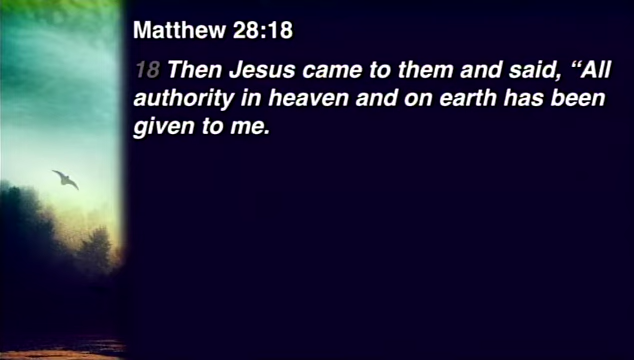 Matthew 28:18
18 Then Jesus came to them and said, “All
authority in heaven and on earth has been
given to me.